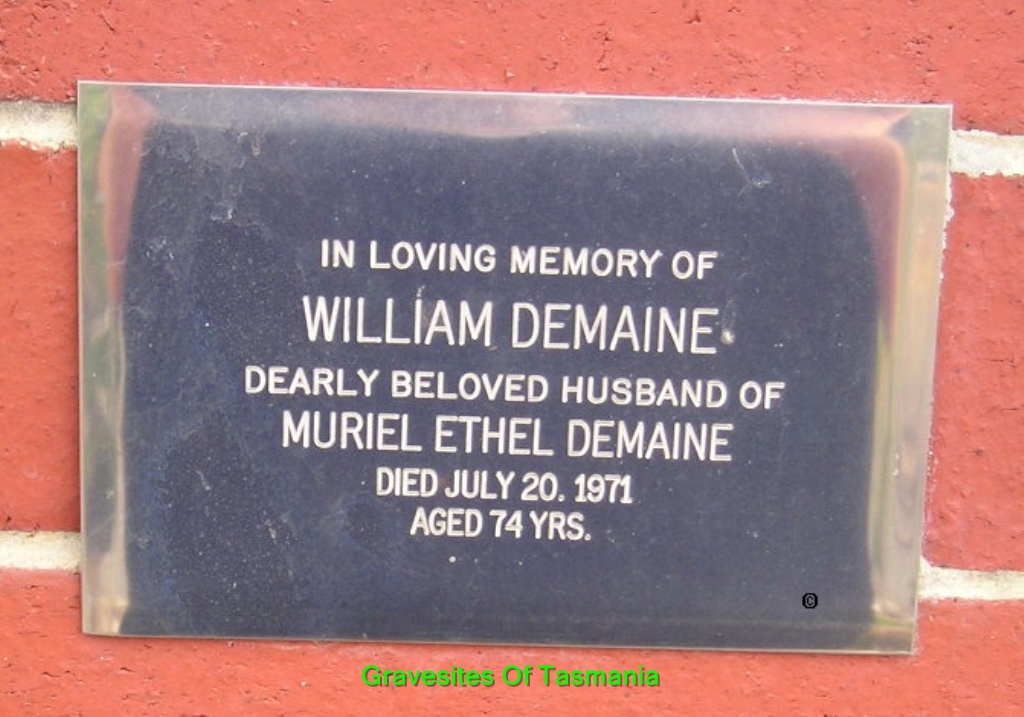 IN LOVING MEMORY OF
WILLIAM DEMAINE
DEARLY BELOVED HUSBAND OF
MURIEL ETHEL DEMAINE
DIED JULY 20. 1971
AGED 74 YRS.
©
Gravesites Of Tasmania